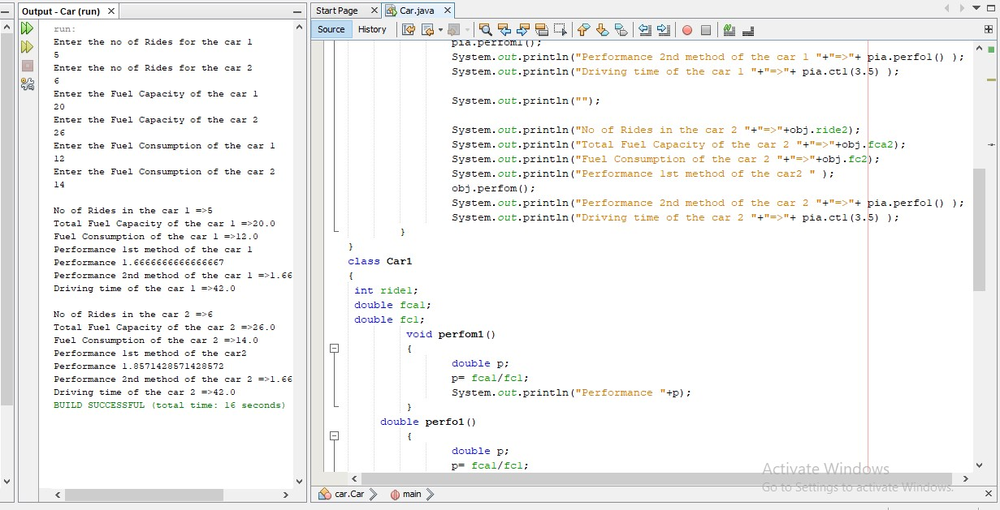 Output - Car (run)
run:
Enter the no of Rides for the car 1
5
Enter the no of Rides for the car 2
6
Enter the Fuel Capacity of the car 1
20
Enter the Fuel Capacity of the car 2
26
Enter the Fuel Consumption of the car 1
12
Enter the Fuel Consumption of the car 2
14
No of Rides in the car 1 =>5
Total Fuel Capacity of the car 1 =>20.0
Fuel Consumption of the car 1 =>12.0
Performance 1st method of the car 1
Performance 1.6666666666666667
Performance 2nd method of the car 1 =>1.66
Driving time of the car 1 =>42.0
No of Rides in the car 2 =>6
Total Fuel Capacity of the car 2 =>26.0
Fuel Consumption of the car 2 =>14.0
Performance 1st method of the car2
Performance 1.8571428571428572
Performance 2nd method of the car 2 =>1.66
Driving time of the car 2 =>42.0
BUILD SUCCESSFUL (total time: 16 seconds)
Start Page Car.java
Source History
pia.perfom1();
System.out.println("Performance 2nd method of the car 1 "+"=>"+ pia.perfo1() );
System.out.println("Driving time of the car 1 "+"=>"+ pia.ct1(3.5) );
System.out.println("");
System.out.println("No of Rides in the car 2 "+"=>"+obj.ride2);
System.out.println("Total Fuel Capacity of the car 2 "+"=>"+obj.fca2);
System.out.println("Fuel Consumption of the car 2 "+"=>"+obj.fc2);
System.out.println("Performance 1st method of the car2 " );
obj.perfom();
System.out.println("Performance 2nd method of the car 2 "+"=>"+ pia.perfo1() );
System.out.println("Driving time of the car 2 "+"=>"+ pia.ct1(3.5) );
}
}
class Car1
{
int ride1;
double fca1;
double fc1;
void perfom1()
{
double p;
p= fca1/fc1;
System.out.println("Performance "+p);
}
double perfo1()
{
double p;
p= fca1/fc1;
Activate Windows
Go to Settings to activate Windows.
car.Car main